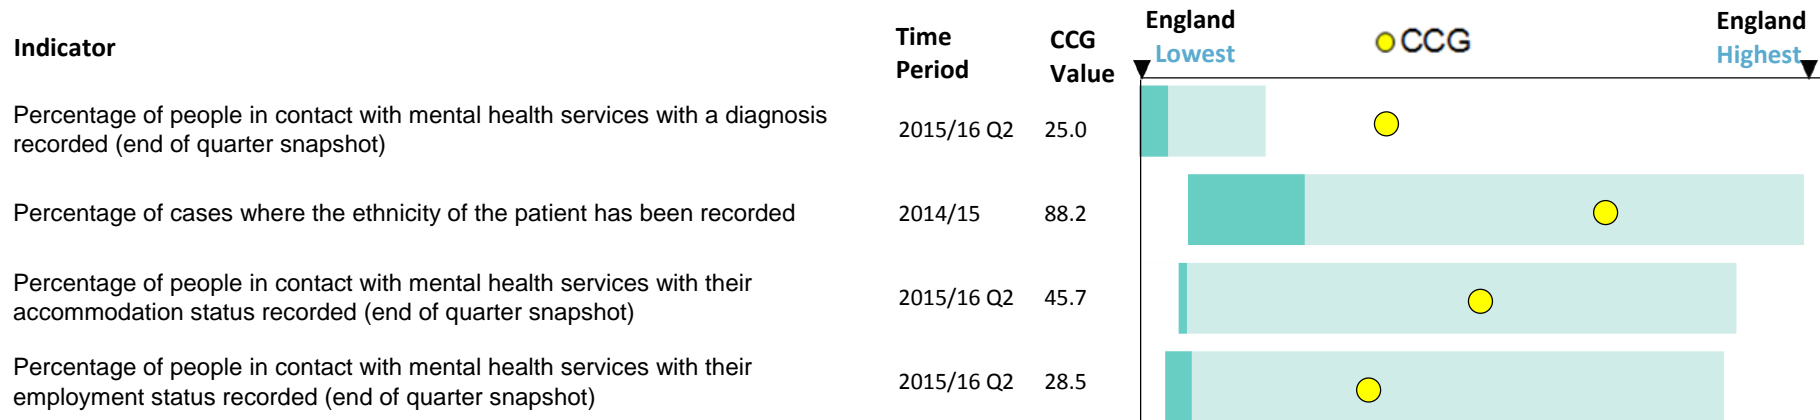 Indicator
Time
Period
CCG
Value
England
Lowest
CCG
England
Highest
Percentage of people in contact with mental health services with a diagnosis
recorded (end of quarter snapshot)
2015/16 Q2
25.0
Percentage of cases where the ethnicity of the patient has been recorded
2014/15
88.2
Percentage of people in contact with mental health services with their
accommodation status recorded (end of quarter snapshot)
2015/16 Q2
45.7
Percentage of people in contact with mental health services with their
employment status recorded (end of quarter snapshot)
2015/16 Q2
28.5